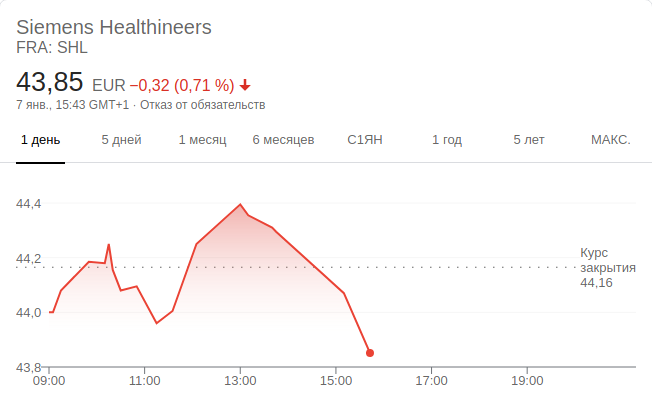 Siemens Healthineers
FRA: SHL
43,85 EUR −0,32 (0,71 %)
7 янв., 15:43 GMT+1 · Отказ от обязательств
1 день 5 дней 1 месяц 6 месяцев С1ЯН 1 год 5 лет МАКС.
44,4
44,2
Курс
закрытия
44,16
44,0
43,8
09:00 11:00 13:00 15:00 17:00 19:00